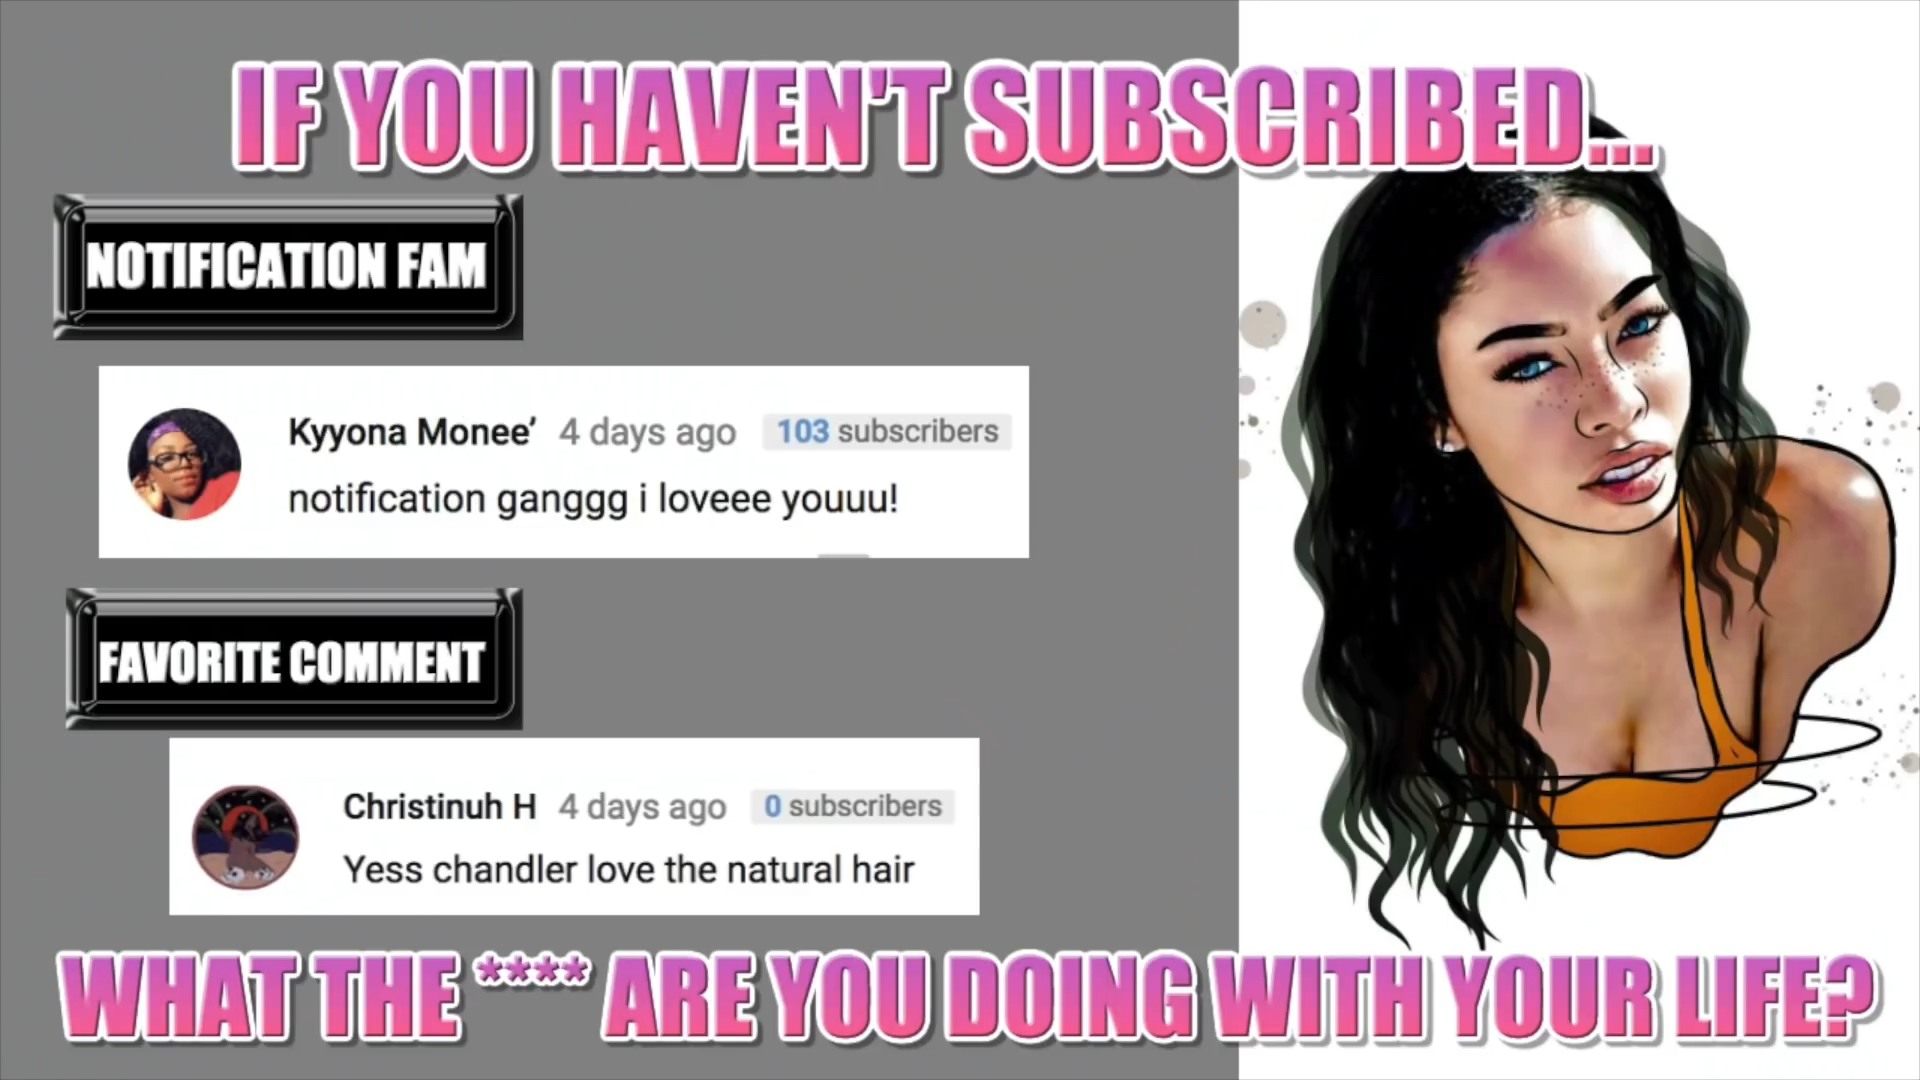 IF YOU HAVEN'T SUBSCRIBED...
NOTIFICATION FAM
Kyyona Monee’ 4 days ago 103 subscribers
notification ganggg i loveee youuu!
FAVORITE COMMENT
Christinuh H 4 days ago 0 subscribers
Yess chandler love the natural hair
WHAT THE **** ARE YOU DOING WITH YOUR LIFE?